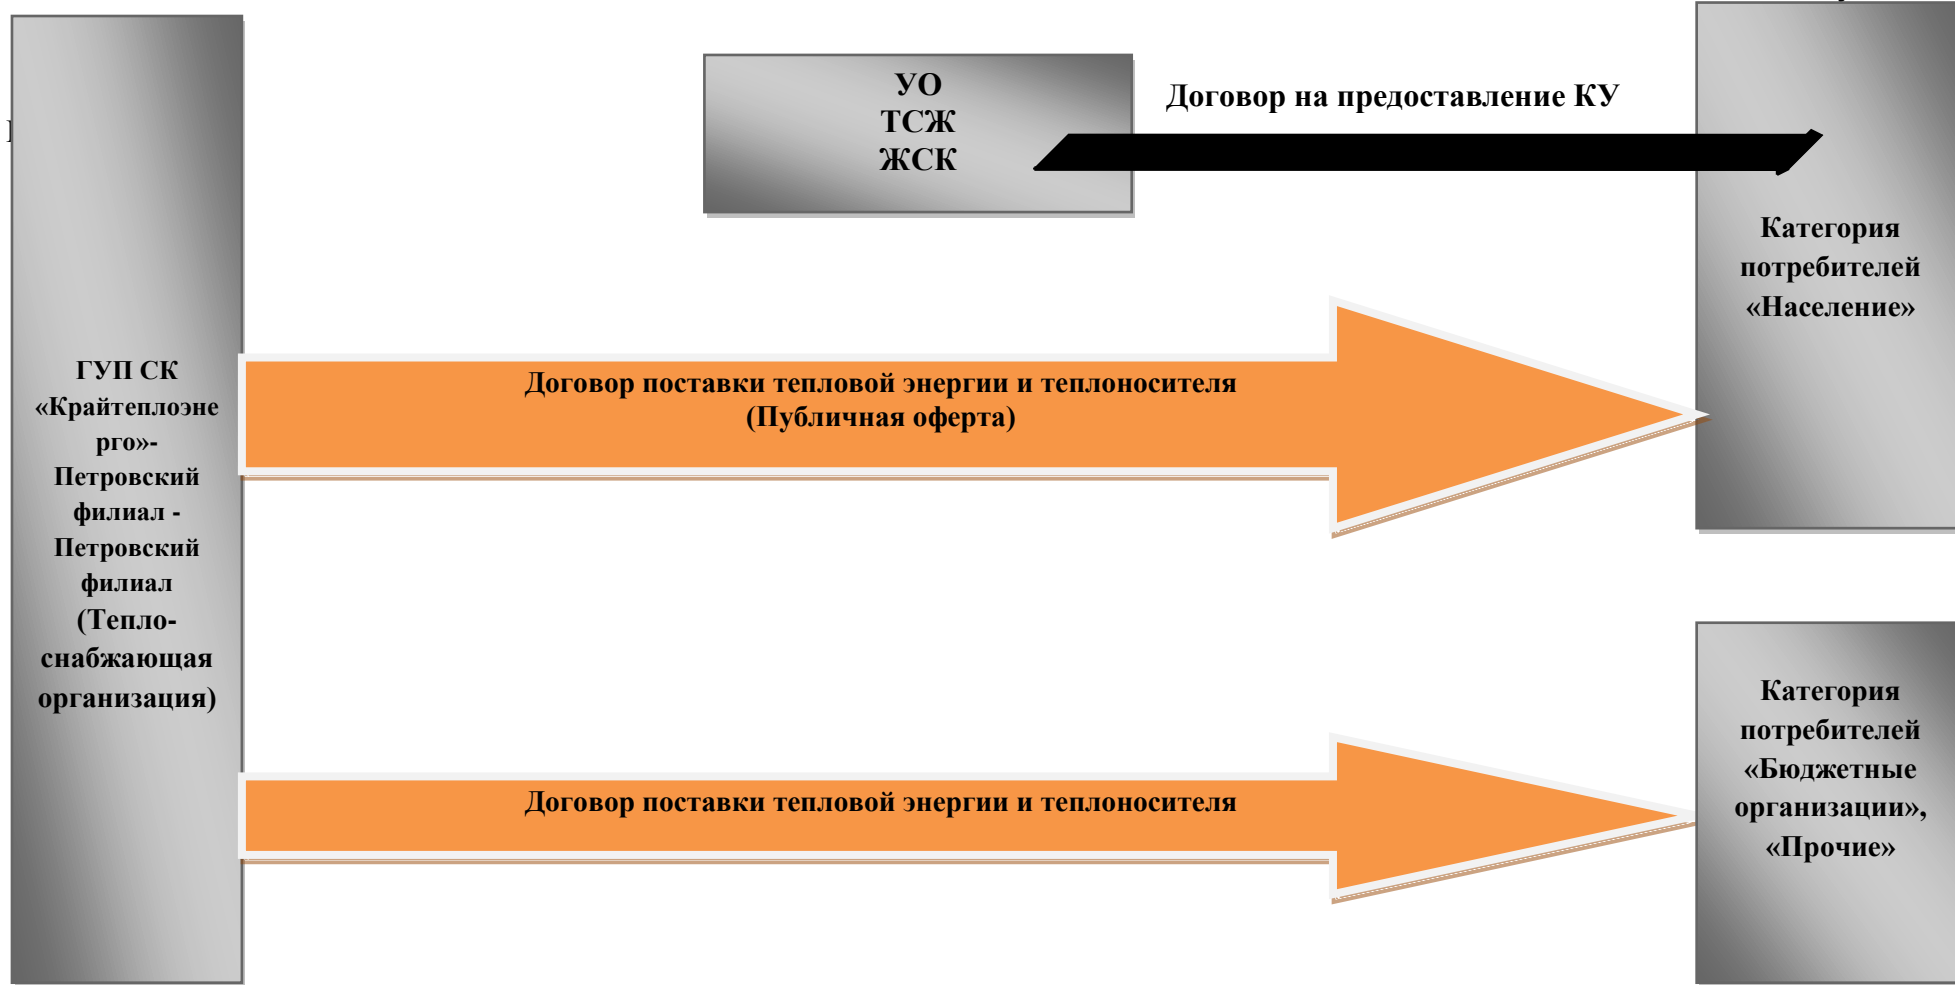 УО
ТСЖ
ЖСК
Договор на предоставление КУ
Категория
потребителей
«Население»
ГУП СК
«Крайтеплоэне
рго»-
Петровский
филиал -
Петровский
филиал
(Тепло-
снабжающая
организация)
Договор поставки тепловой энергии и теплоносителя
(Публичная оферта)
Договор поставки тепловой энергии и теплоносителя
Категория
потребителей
«Бюджетные
организации»,
«Прочие»